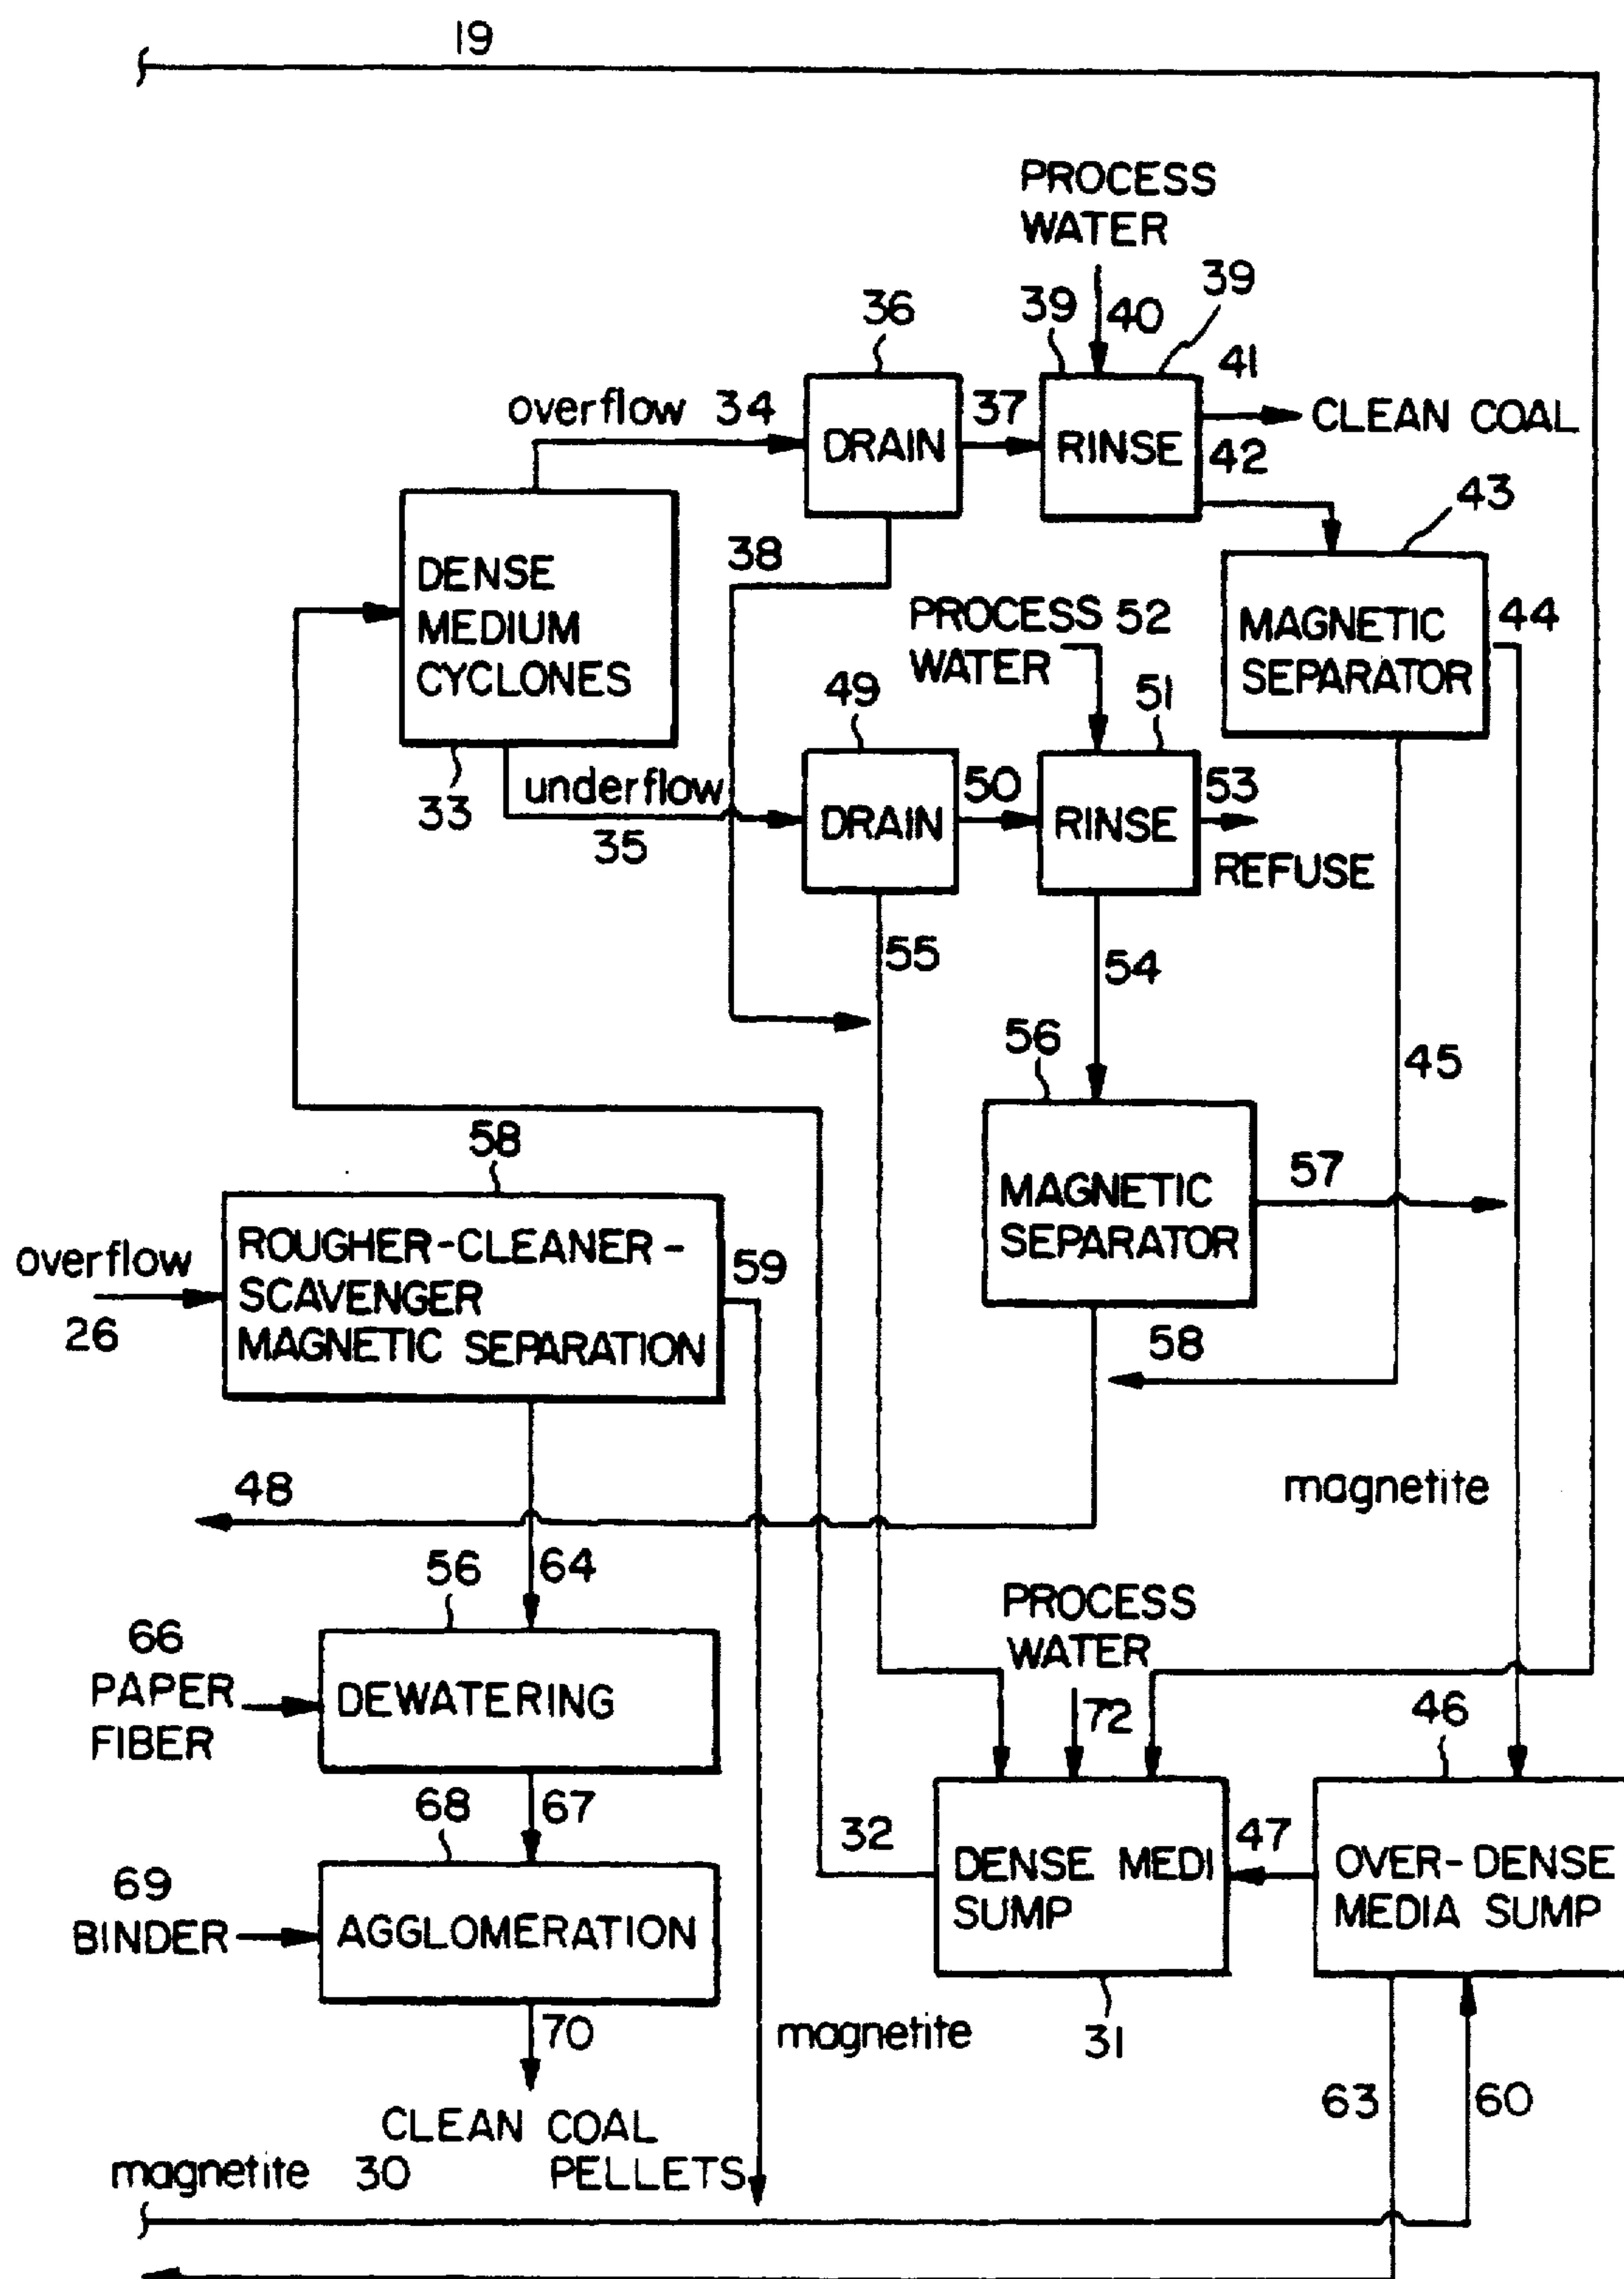 19
PROCESS
WATER
36
39
40
39
41
overflow 34
37
CLEAN COAL
DRAIN
RINSE
42
43
38
DENSE
MEDIUM
CYCLONES
PROCESS 52
WATER
44
MAGNETIC
SEPARATOR
49
51
33
underflow
35
50
53
DRAIN
RINSE
REFUSE
55
54
56
45
58
57
MAGNETIC
SEPARATOR
overflow
26
ROUGHER-CLEANER-
SCAVENGER
MAGNETIC SEPARATION
59
58
48
magnetite
56
64
PROCESS
WATER
66
PAPER
FIBER
DEWATERING
72
46
68
67
32
47
DENSE MEDI
SUMP
OVER-DENSE
MEDIA SUMP
69
BINDER
AGGLOMERATION
70
magnetite
31
63
60
CLEAN COAL
PELLETS
magnetite 30